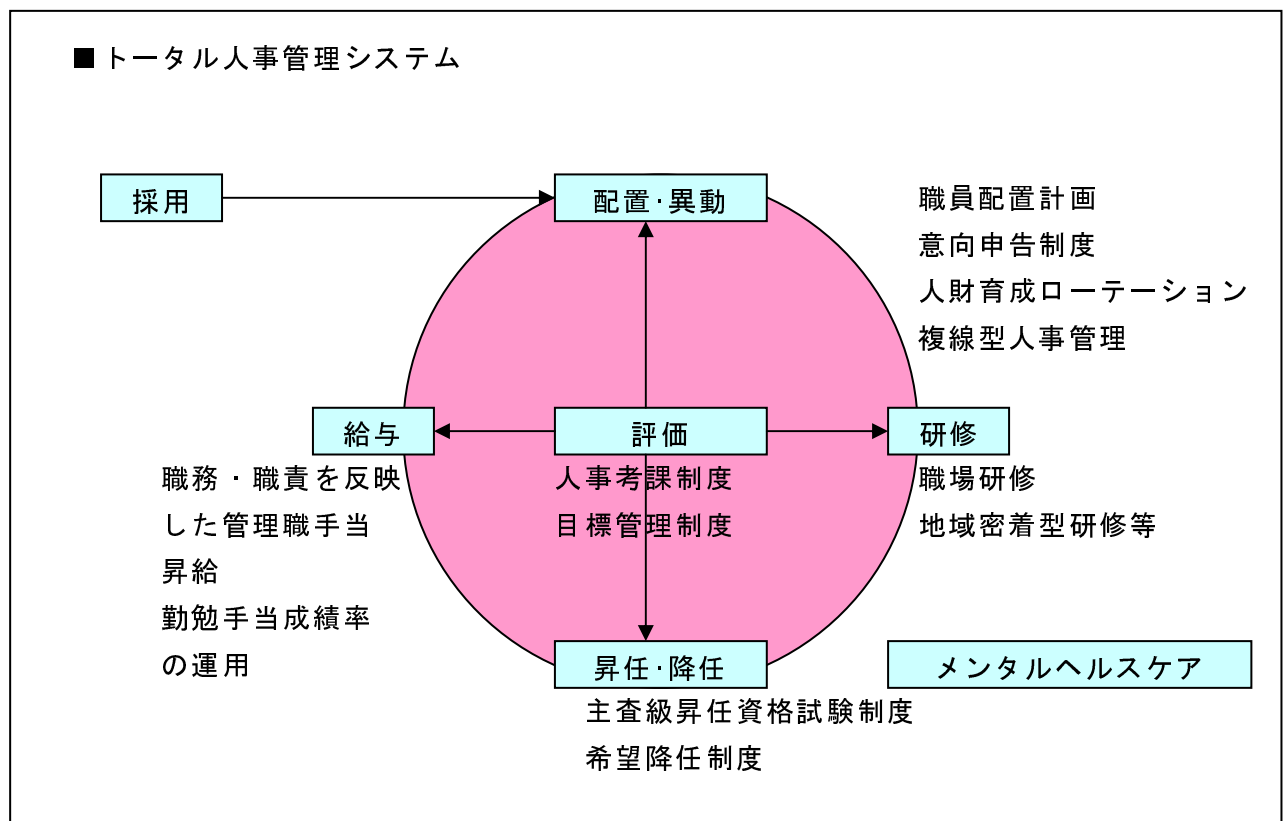 ■トータル人事管理システム
採用
配置･異動
職員配置計画
意向申告制度
人財育成ローテーション
複線型人事管理
給与
評価
研修
職務・職責を反映
した管理職手当
昇給
勤勉手当成績率
の運用
人事考課制度
目標管理制度
職場研修
地域密着型研修等
昇任･降任
メンタルヘルスケア
主査級昇任資格試験制度
希望降任制度